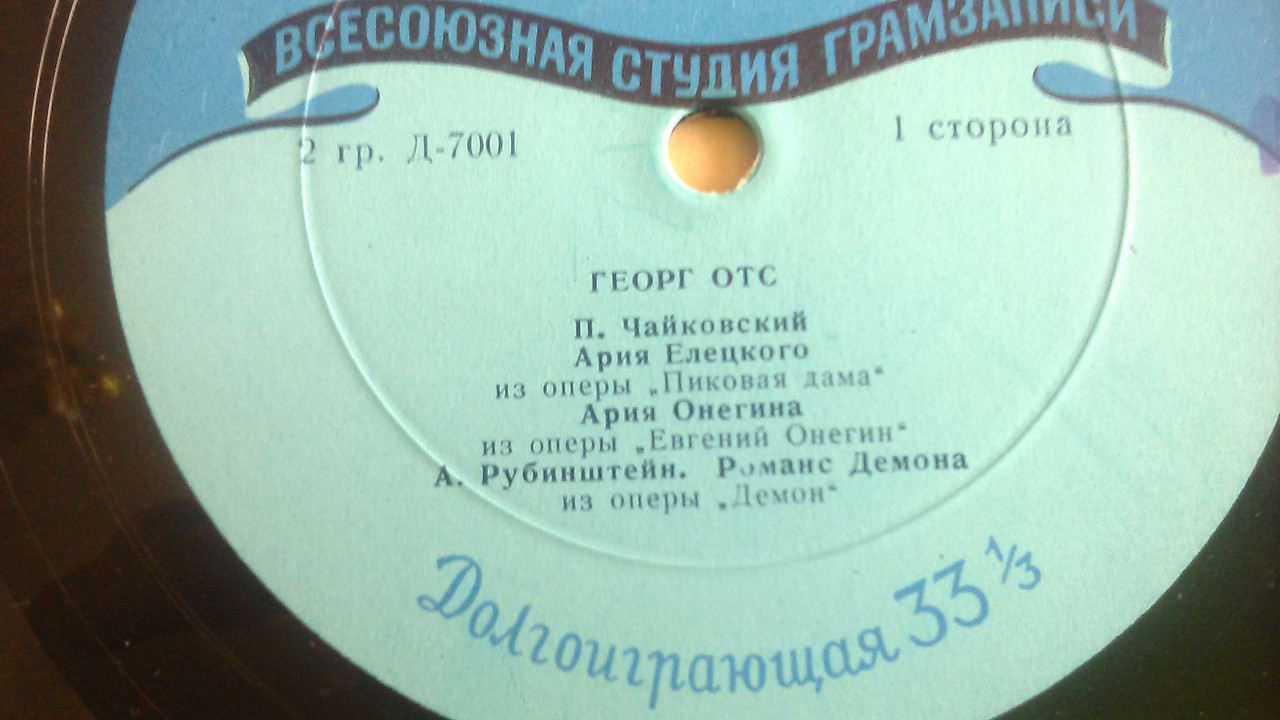 ВСЕСОЮЗНАЯ СТУДИЯ ГРАМЗАПИСИ
2 гр. Д-7001
1 сторона
ГЕОРГ ОТС
П. Чайковский
Ария Елецкого
из оперы „Пиковая дама“
Ария Онегина
из оперы „Евгений Онегин“
А. Рубинштейн. Романс Демона
из оперы „Демон“
Долгоиграющая 33 1/3